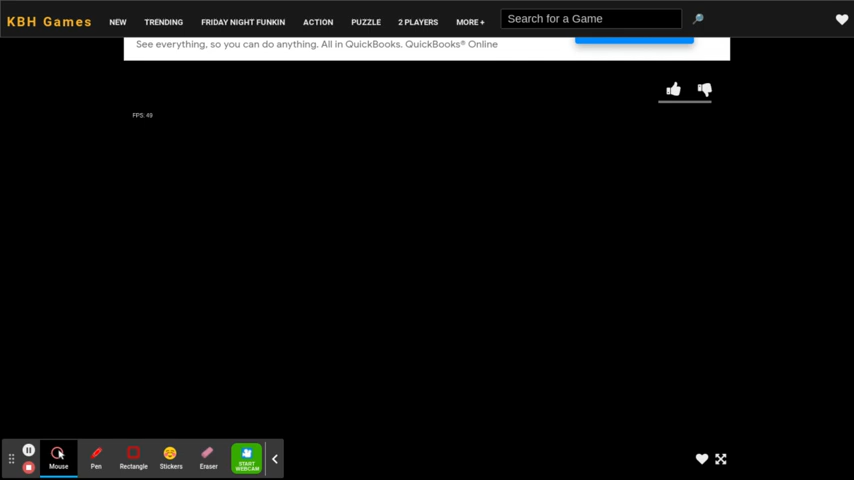 KBH Games NEW TRENDING FRIDAY NIGHT FUNKIN ACTION PUZZLE 2 PLAYERS MORE + Search for a Game
See everything, so you can do anything. All in QuickBooks. QuickBooks® Online
FPS: 49
Mouse Pen Rectangle Stickers Eraser START WEBCAM